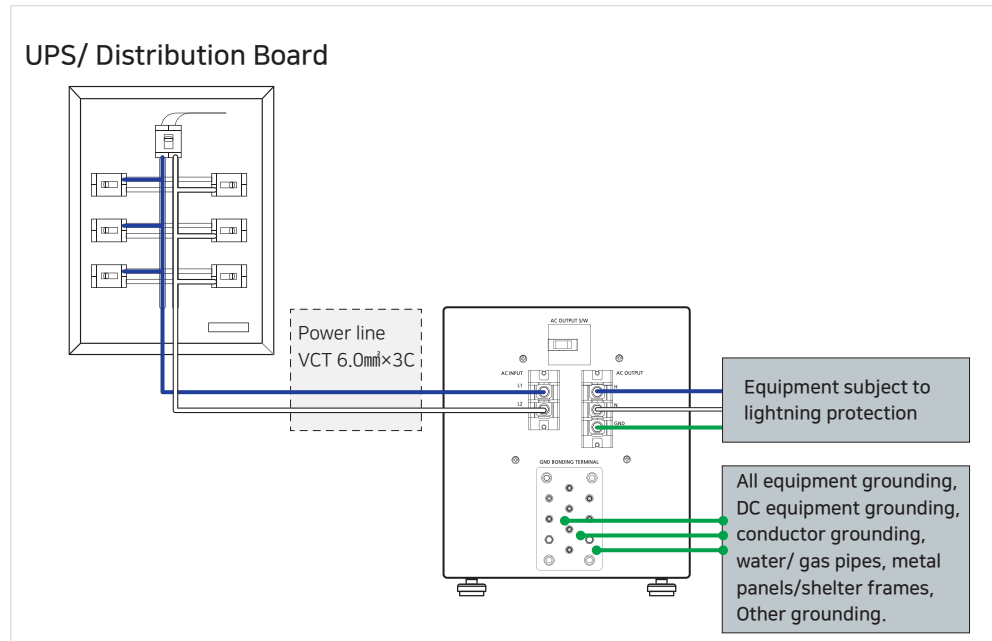 UPS/ Distribution Board
Power line
VCT 6.0㎟×3C
AC OUTPUT S/W
AC INPUT
AC OUTPUT
L1
H
L2
N
GND
GND BONDING TERMINAL
Equipment subject to
lightning protection
All equipment grounding,
DC equipment grounding,
conductor grounding,
water/ gas pipes, metal
panels/shelter frames,
Other grounding.